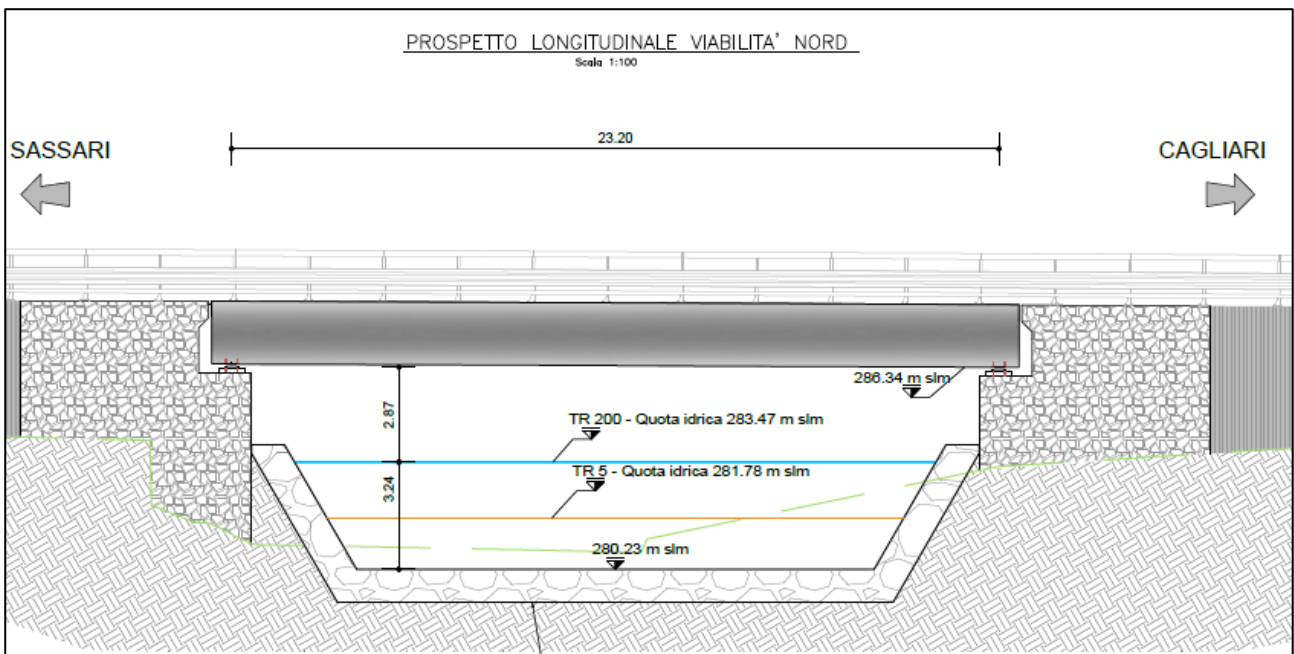 PROSPETTO LONGITUDINALE VIABILITA' NORD
Scala 1:100
23.20
SASSARI
CAGLIARI
286.34 m slm
2.87
TR 200 - Quota idrica 283.47 m slm
TR 5 - Quota idrica 281.78 m slm
3.24
280.23 m slm